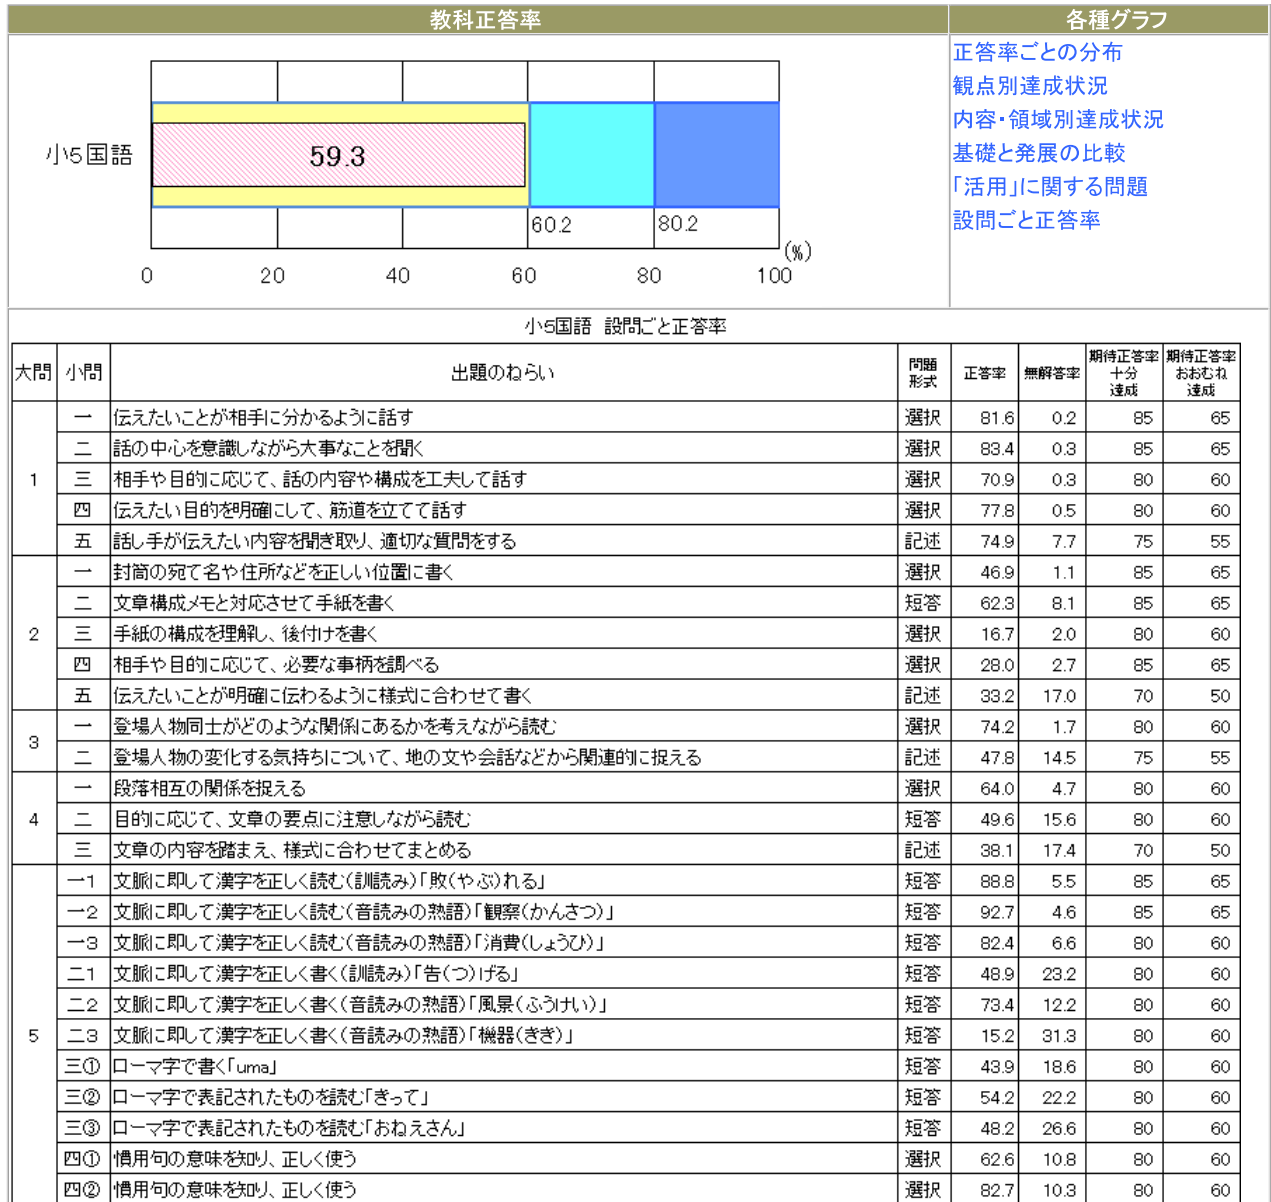 教科正答率 各種グラフ
正答率ごとの分布
観点別達成状況
内容・領域別達成状況
基礎と発展の比較
「活用」に関する問題
設問ごと正答率
小5国語 59.3
60.2 80.2
(%)
0 20 40 60 80 100
小5国語 設問ごと正答率
大問 小問 出題のねらい 問題形式 正答率 無解答率 期待正答率十分達成 期待正答率おおむね達成
1 一 伝えたいことが相手に分かるように話す 選択 81.6 0.2 85 65
二 話の中心を意識しながら大事なことを聞く 選択 83.4 0.3 85 65
三 相手や目的に応じて、話の内容や構成を工夫して話す 選択 70.9 0.3 80 60
四 伝えたい目的を明確にして、筋道を立てて話す 選択 77.8 0.5 80 60
五 話し手が伝えたい内容を聞き取り、適切な質問をする 記述 74.9 7.7 75 55
2 一 封筒の宛て名や住所などを正しい位置に書く 選択 46.9 1.1 85 65
二 文章構成メモと対応させて手紙を書く 短答 62.3 8.1 85 65
三 手紙の構成を理解し、後付けを書く 選択 16.7 2.0 80 60
四 相手や目的に応じて、必要な事柄を調べる 選択 28.0 2.7 85 65
五 伝えたいことが明確に伝わるように様式に合わせて書く 記述 33.2 17.0 70 50
3 一 登場人物同士がどのような関係にあるかを考えながら読む 選択 74.2 1.7 80 60
二 登場人物の変化する気持ちについて、地の文や会話などから関連的に捉える 記述 47.8 14.5 75 55
4 一 段落相互の関係を捉える 選択 64.0 4.7 80 60
二 目的に応じて、文章の要点に注意しながら読む 短答 49.6 15.6 80 60
三 文章の内容を踏まえ、様式に合わせてまとめる 記述 38.1 17.4 70 50
5 一1 文脈に即して漢字を正しく読む(訓読み)「敗(やぶ)れる」 短答 88.8 5.5 85 65
一2 文脈に即して漢字を正しく読む(音読みの熟語)「観察(かんさつ)」 短答 92.7 4.6 85 65
一3 文脈に即して漢字を正しく読む(音読みの熟語)「消費(しょうひ)」 短答 82.4 6.6 80 60
二1 文脈に即して漢字を正しく書く(訓読み)「告(つ)げる」 短答 48.9 23.2 80 60
二2 文脈に即して漢字を正しく書く(音読みの熟語)「風景(ふうけい)」 短答 73.4 12.2 80 60
二3 文脈に即して漢字を正しく書く(音読みの熟語)「機器(きき)」 短答 15.2 31.3 80 60
三① ローマ字で書く「uma」 短答 43.9 18.6 80 60
三② ローマ字で表記されたものを読む「きって」 短答 54.2 22.2 80 60
三③ ローマ字で表記されたものを読む「おねえさん」 短答 48.2 26.6 80 60
四① 慣用句の意味を知り、正しく使う 選択 62.6 10.8 80 60
四② 慣用句の意味を知り、正しく使う 選択 82.7 10.3 80 60